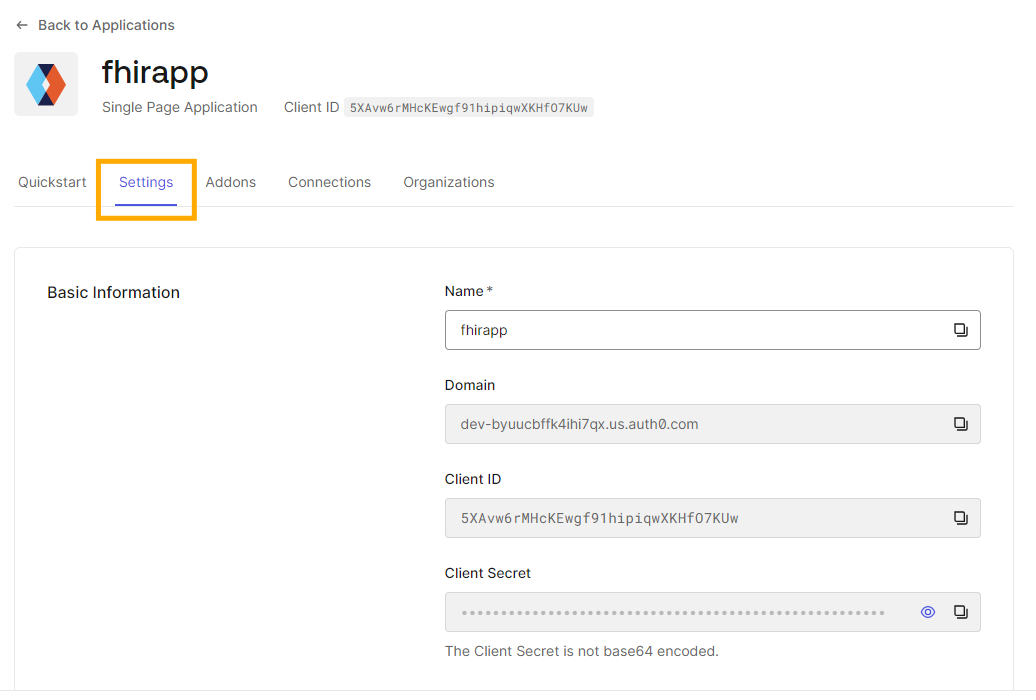 ← Back to Applications
fhirapp
Single Page Application Client ID 5XAvw6rMHcKEwgf91hipiqwXKHfO7KUw
Quickstart Settings Addons Connections Organizations
Basic Information
Name*
fhirapp
Domain
dev-byuucbffk4ihi7qx.us.auth0.com
Client ID
5XAvw6rMHcKEwgf91hipiqwXKHfO7KUw
Client Secret
The Client Secret is not base64 encoded.